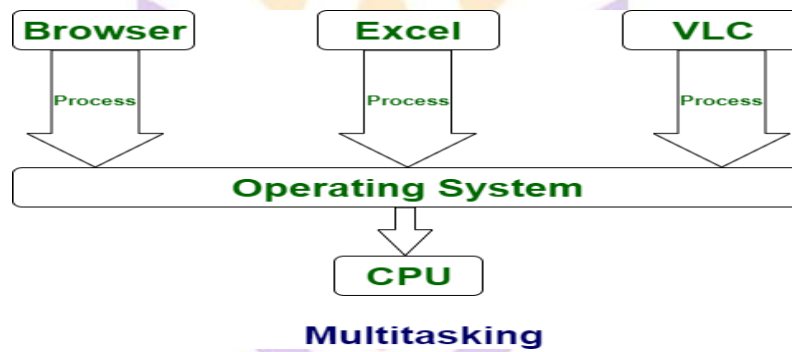 Browser Excel VLC
Process Process Process
Operating System
CPU
Multitasking